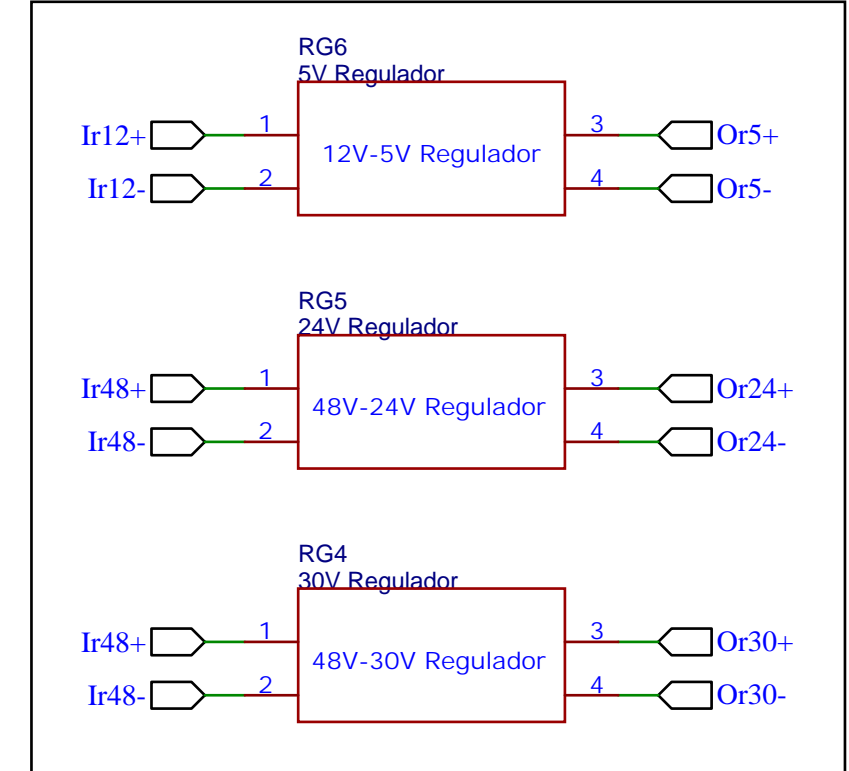 RG6
5V Regulador
Ir12+ 1 12V-5V Regulador 3 Or5+
Ir12- 2 4 Or5-
RG5
24V Regulador
Ir48+ 1 48V-24V Regulador 3 Or24+
Ir48- 2 4 Or24-
RG4
30V Regulador
Ir48+ 1 48V-30V Regulador 3 Or30+
Ir48- 2 4 Or30-